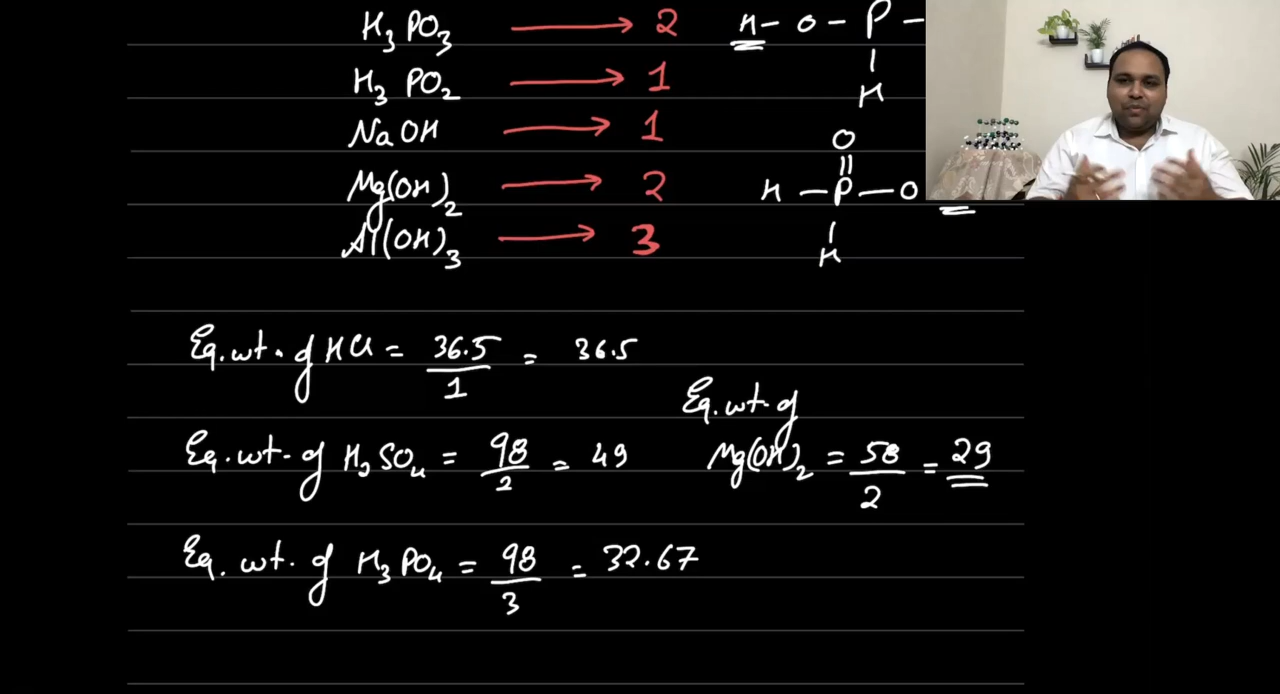 H₃PO₃ → 2
H₃PO₂ → 1
NaOH → 1
Mg(OH)₂ → 2
Al(OH)₃ → 3
H - O - P -
|
H
O
||
H - P - O
|
H
Eq. wt. of HCl = 36.5/1 = 36.5
Eq. wt. of H₂SO₄ = 98/2 = 49
Eq. wt. of
Mg(OH)₂ = 58/2 = 29
Eq. wt. of H₃PO₄ = 98/3 = 32.67